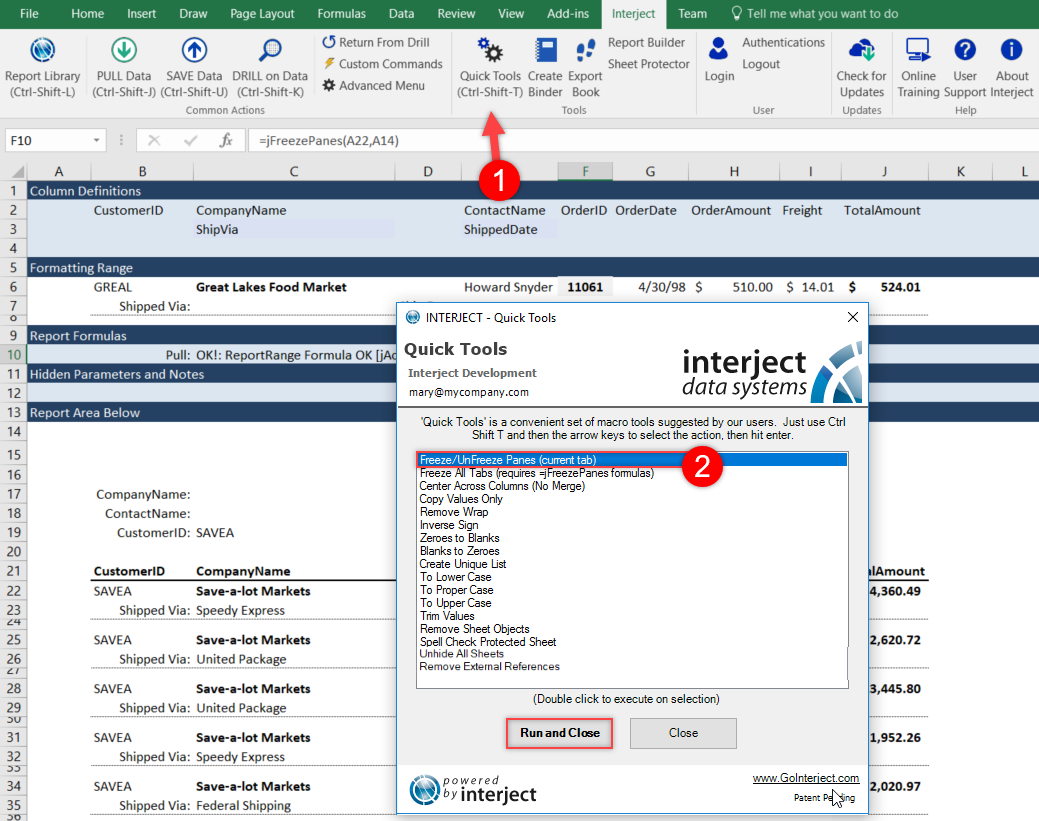 File Home Insert Draw Page Layout Formulas Data Review View Add-ins Interject Team Tell me what you want to do
Report Library (Ctrl-Shift-L)
PULL Data (Ctrl-Shift-J)
SAVE Data (Ctrl-Shift-U)
DRILL on Data (Ctrl-Shift-K)
Common Actions
Return From Drill
Custom Commands
Advanced Menu
Quick Tools (Ctrl-Shift-T)
Create Binder
Export Book
Report Builder
Sheet Protector
Tools
Login
Authentications
Logout
User
Check for Updates
Updates
Online Training
User Support
About Interject
Help
F10 fx =jFreezePanes(A22,A14)
1
A B C D F G H I J K L
1 Column Definitions
2 CustomerID CompanyName ContactName OrderID OrderDate OrderAmount Freight TotalAmount
3 ShipVia ShippedDate
4
5 Formatting Range
6 GREAL Great Lakes Food Market Howard Snyder 11061 4/30/98 $ 510.00 $ 14.01 $ 524.01
7 Shipped Via:
8
9 Report Formulas
10 Pull: OK!: ReportRange Formula OK [jAc
11 Hidden Parameters and Notes
12
13 Report Area Below
14
15
16
17 CompanyName:
18 ContactName:
19 CustomerID: SAVEA
20
21 CustomerID CompanyName alAmount
22 SAVEA Save-a-lot Markets 4,360.49
23 Shipped Via: Speedy Express
24
25 SAVEA Save-a-lot Markets 2,620.72
26 Shipped Via: United Package
27
28 SAVEA Save-a-lot Markets 3,445.80
29 Shipped Via: United Package
30
31 SAVEA Save-a-lot Markets 1,952.26
32 Shipped Via: Speedy Express
33
34 SAVEA Save-a-lot Markets 2,020.97
35 Shipped Via: Federal Shipping
36
INTERJECT - Quick Tools
Quick Tools
Interject Development
mary@mycompany.com
interject
data systems
'Quick Tools' is a convenient set of macro tools suggested by our users. Just use Ctrl
Shift T and then the arrow keys to select the action, then hit enter.
Freeze/UnFreeze Panes (current tab)
2
Freeze All Tabs (requires =jFreezePanes formulas)
Center Across Columns (No Merge)
Copy Values Only
Remove Wrap
Inverse Sign
Zeroes to Blanks
Blanks to Zeroes
Create Unique List
To Lower Case
To Proper Case
To Upper Case
Trim Values
Remove Sheet Objects
Spell Check Protected Sheet
Unhide All Sheets
Remove External References
(Double click to execute on selection)
Run and Close Close
powered
by interject
www.GoInterject.com
Patent Pending